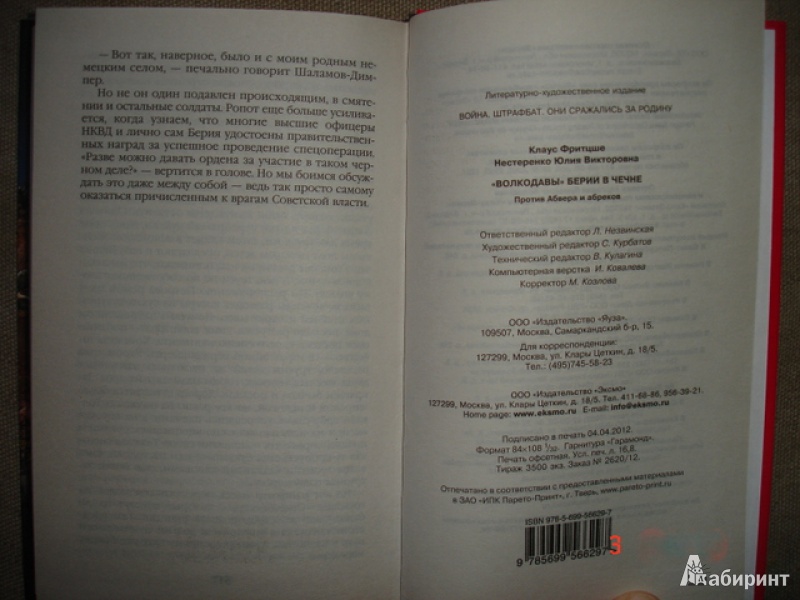 — Вот так, наверное, было и с моим родным не-
мецким селом, — печально говорит Шаламов-Дим-
пер.
Но не он один подавлен происходящим, в смяте-
нии и остальные солдаты. Ропот еще больше усилива-
ется, когда узнаем, что многие высшие офицеры
НКВД и лично сам Берия удостоены правительствен-
ных наград за успешное проведение спецоперации.
«Разве можно давать ордена за участие в таком чер-
ном деле?» — вертится в голове. Но мы боимся обсуж-
дать это даже между собой — ведь так просто самому
оказаться причисленным к врагам Советской власти.
Литературно-художественное издание
ВОЙНА. ШТРАФБАТ. ОНИ СРАЖАЛИСЬ ЗА РОДИНУ
Клаус Фритцше
Нестеренко Юлия Викторовна
«ВОЛКОДАВЫ» БЕРИИ В ЧЕЧНЕ
Против Абвера и абреков
Ответственный редактор Л. Незвинская
Художественный редактор С. Курбатов
Технический редактор В. Кулагина
Компьютерная верстка И. Ковалева
Корректор М. Козлова
ООО «Издательство «Яуза».
109507, Москва, Самаркандский б-р, 15.
Для корреспонденции:
127299, Москва, ул. Клары Цеткин, д. 18/5.
Тел.: (495)745-58-23
ООО «Издательство «Эксмо»
127299, Москва, ул. Клары Цеткин, д. 18/5. Тел. 411-68-86, 956-39-21.
Home page: www.eksmo.ru E-mail: info@eksmo.ru
Подписано в печать 04.04.2012.
Формат 84×108 1/32. Гарнитура «Гарамонд».
Печать офсетная. Усл. печ. л. 16,8.
Тираж 3500 экз. Заказ № 2620/12.
Отпечатано в соответствии с предоставленными материалами
в ЗАО «ИПК Парето-Принт», г. Тверь, www.pareto-print.ru
ISBN 978-5-699-56629-7
9 785699 566297
Лабиринт